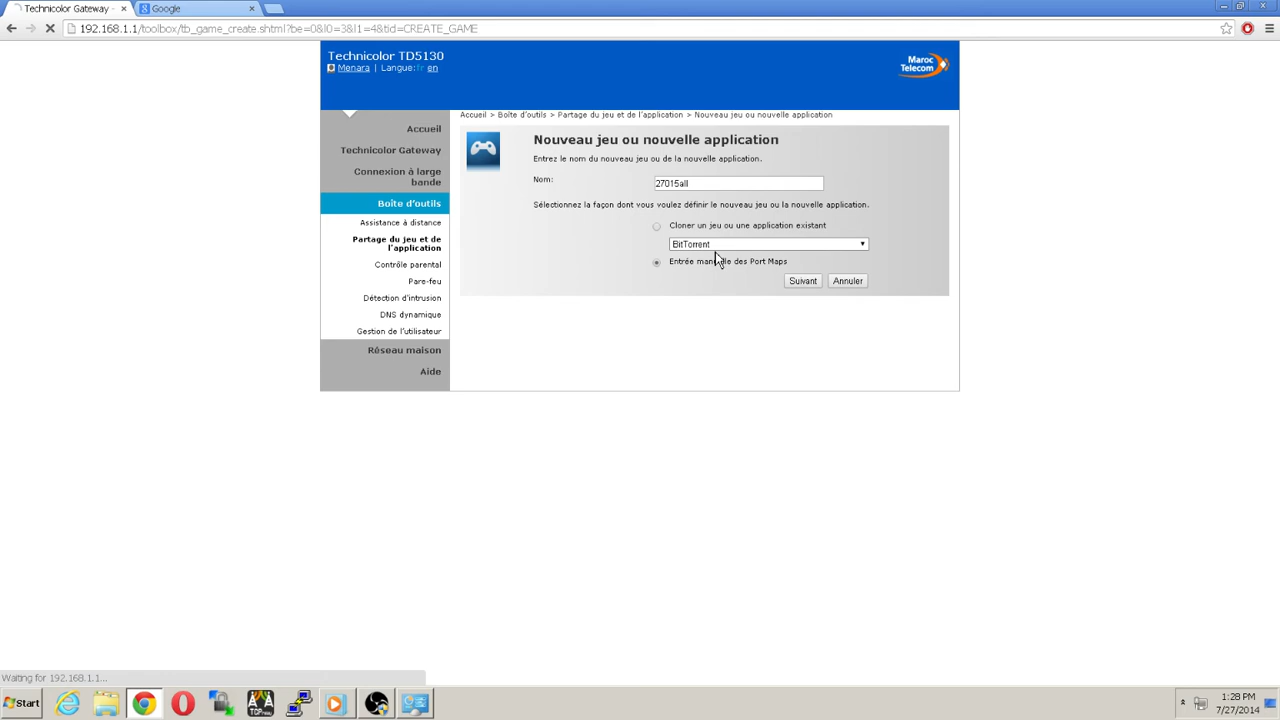 Technicolor Gateway
Google
192.168.1.1/toolbox/tb_game_create.shtml?be=0&l0=3&l1=4&tid=CREATE_GAME
Technicolor TD5130
Menara | Langue:fr en
Maroc
Telecom
Accueil > Boîte d'outils > Partage du jeu et de l'application > Nouveau jeu ou nouvelle application
Accueil
Technicolor Gateway
Connexion à large
bande
Boîte d'outils
Assistance à distance
Partage du jeu et de
l'application
Contrôle parental
Pare-feu
Détection d'intrusion
DNS dynamique
Gestion de l'utilisateur
Réseau maison
Aide
Nouveau jeu ou nouvelle application
Entrez le nom du nouveau jeu ou de la nouvelle application.
Nom:
27015all
Sélectionnez la façon dont vous voulez définir le nouveau jeu ou la nouvelle application.
Cloner un jeu ou une application existant
BitTorrent
Entrée manuelle des Port Maps
Suivant
Annuler
Waiting for 192.168.1.1...
Start
1:28 PM
7/27/2014